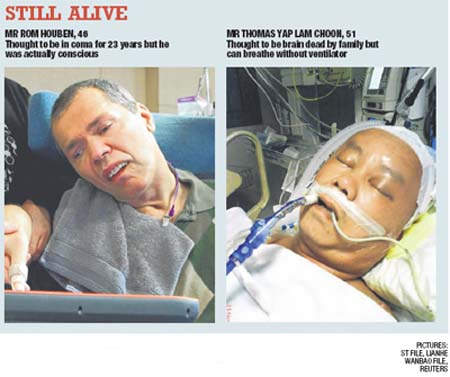 STILL ALIVE
MR ROM HOUBEN, 46
Thought to be in coma for 23 years but he
was actually conscious
MR THOMAS YAP LAM CHOON, 51
Thought to be brain dead by family but
can breathe without ventilator
PICTURES:
ST FILE, LIANHE
WANBAO FILE,
REUTERS